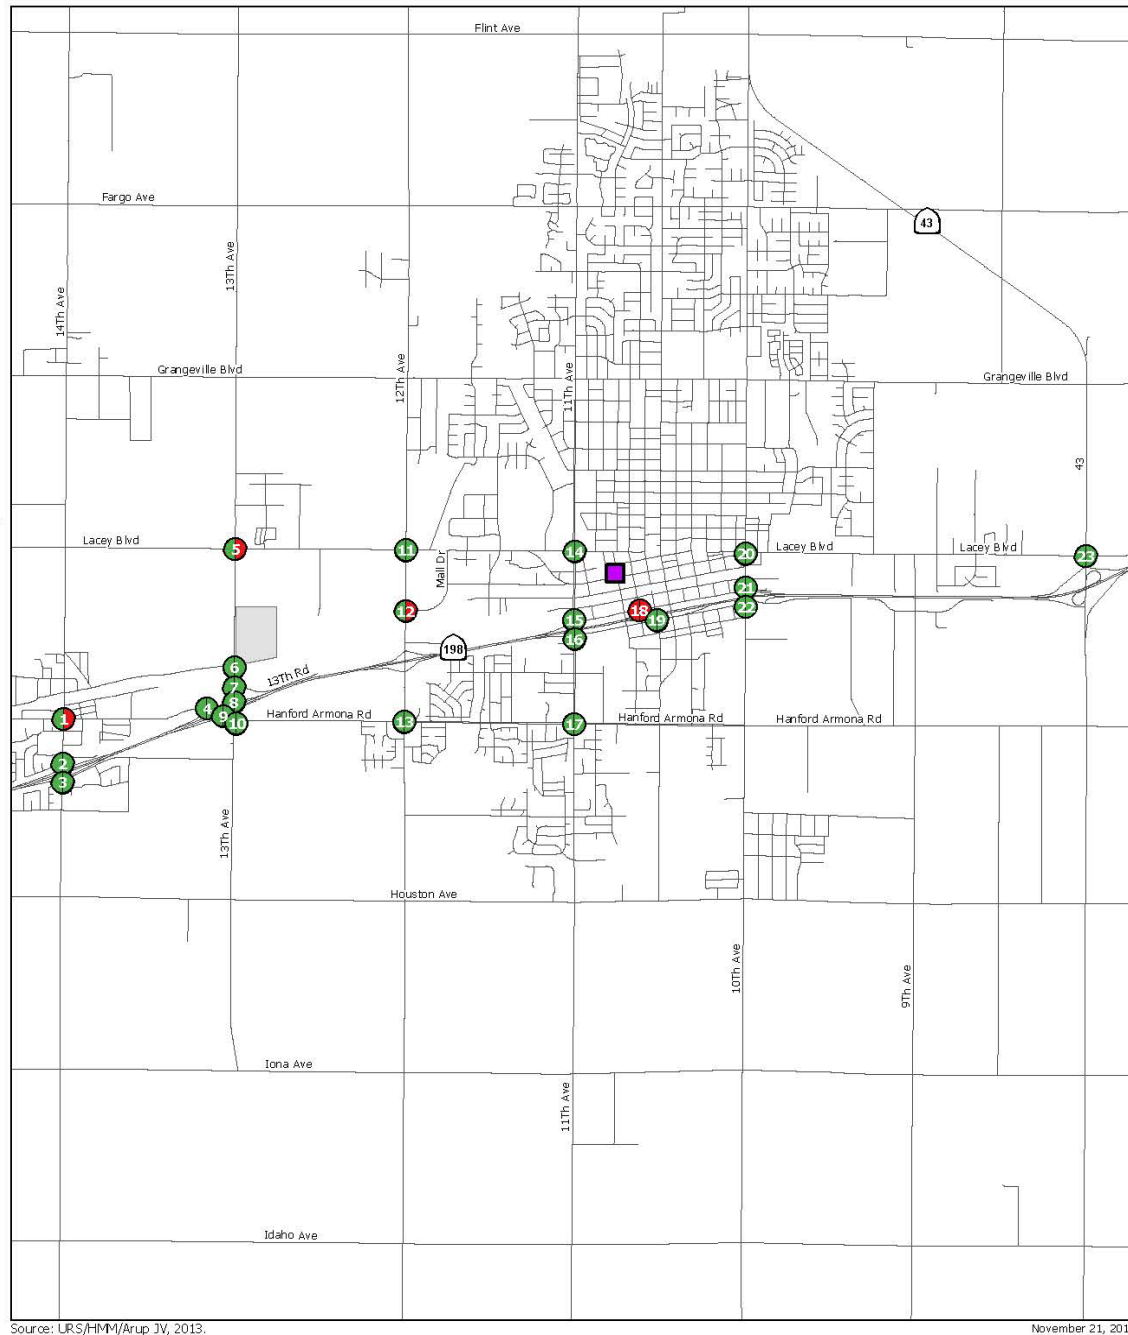 Flint Ave
Fargo Ave
43
13Th Ave
14Th Ave
12Th Ave
11Th Ave
Grangeville Blvd
Grangeville Blvd
43
Lacey Blvd
5
11
Mall Dr
14
20
Lacey Blvd
Lacey Blvd
23
12
21
22
18
15
19
16
198
6
13Th Rd
7
8
4
9
10
1
Hanford Armona Rd
13
17
Hanford Armona Rd
Hanford Armona Rd
2
3
13Th Ave
Houston Ave
10Th Ave
9Th Ave
Iona Ave
11Th Ave
Idaho Ave
Source: URS/HMM/Arup JV, 2013.
November 21, 201